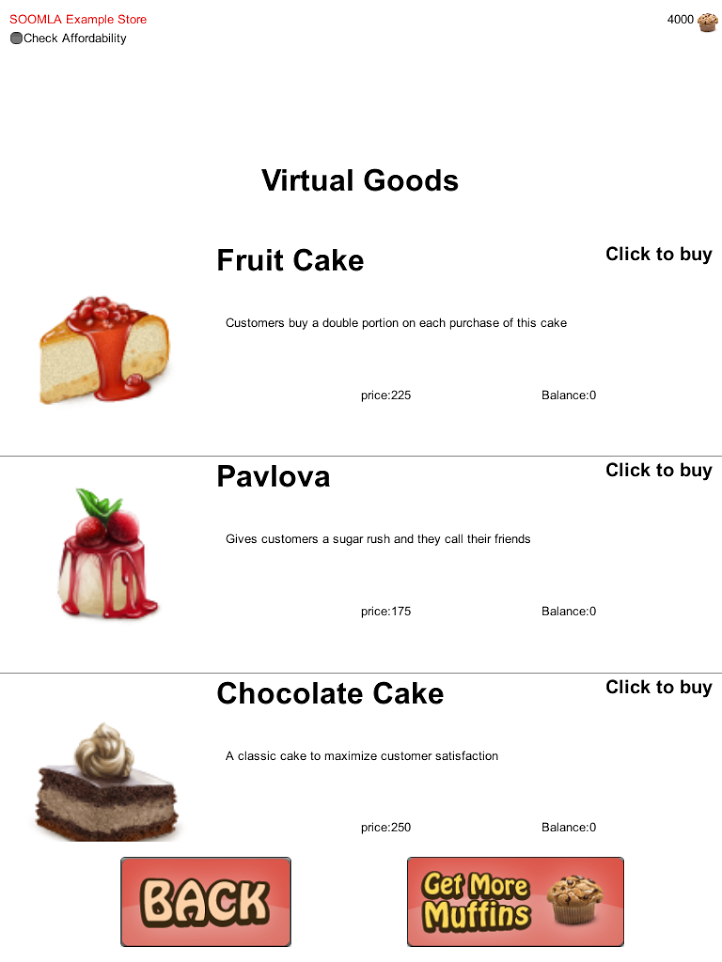 SOOMLA Example Store
4000
Check Affordability
Virtual Goods
Fruit Cake
Click to buy
Customers buy a double portion on each purchase of this cake
price:225
Balance:0
Pavlova
Click to buy
Gives customers a sugar rush and they call their friends
price:175
Balance:0
Chocolate Cake
Click to buy
A classic cake to maximize customer satisfaction
price:250
Balance:0
BACK
Get More
Muffins